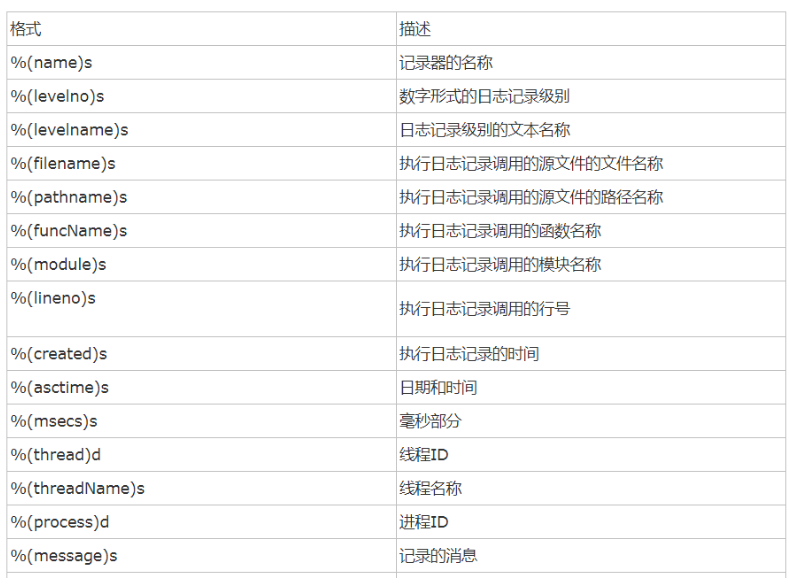 格式 描述
%(name)s 记录器的名称
%(levelno)s 数字形式的日志记录级别
%(levelname)s 日志记录级别的文本名称
%(filename)s 执行日志记录调用的源文件的文件名称
%(pathname)s 执行日志记录调用的源文件的路径名称
%(funcName)s 执行日志记录调用的函数名称
%(module)s 执行日志记录调用的模块名称
%(lineno)s 执行日志记录调用的行号
%(created)s 执行日志记录的时间
%(asctime)s 日期和时间
%(msecs)s 毫秒部分
%(thread)d 线程ID
%(threadName)s 线程名称
%(process)d 进程ID
%(message)s 记录的消息